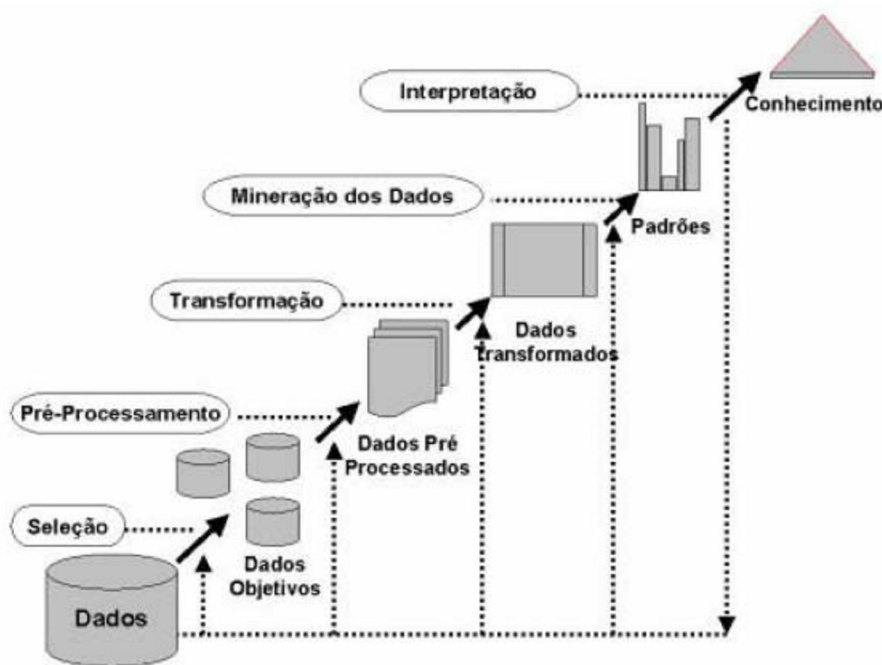 Interpretação
Conhecimento
Mineração dos Dados
Padrões
Transformação
Dados
Transformados
Pré-Processamento
Dados Pré
Processados
Seleção
Dados
Objetivos
Dados